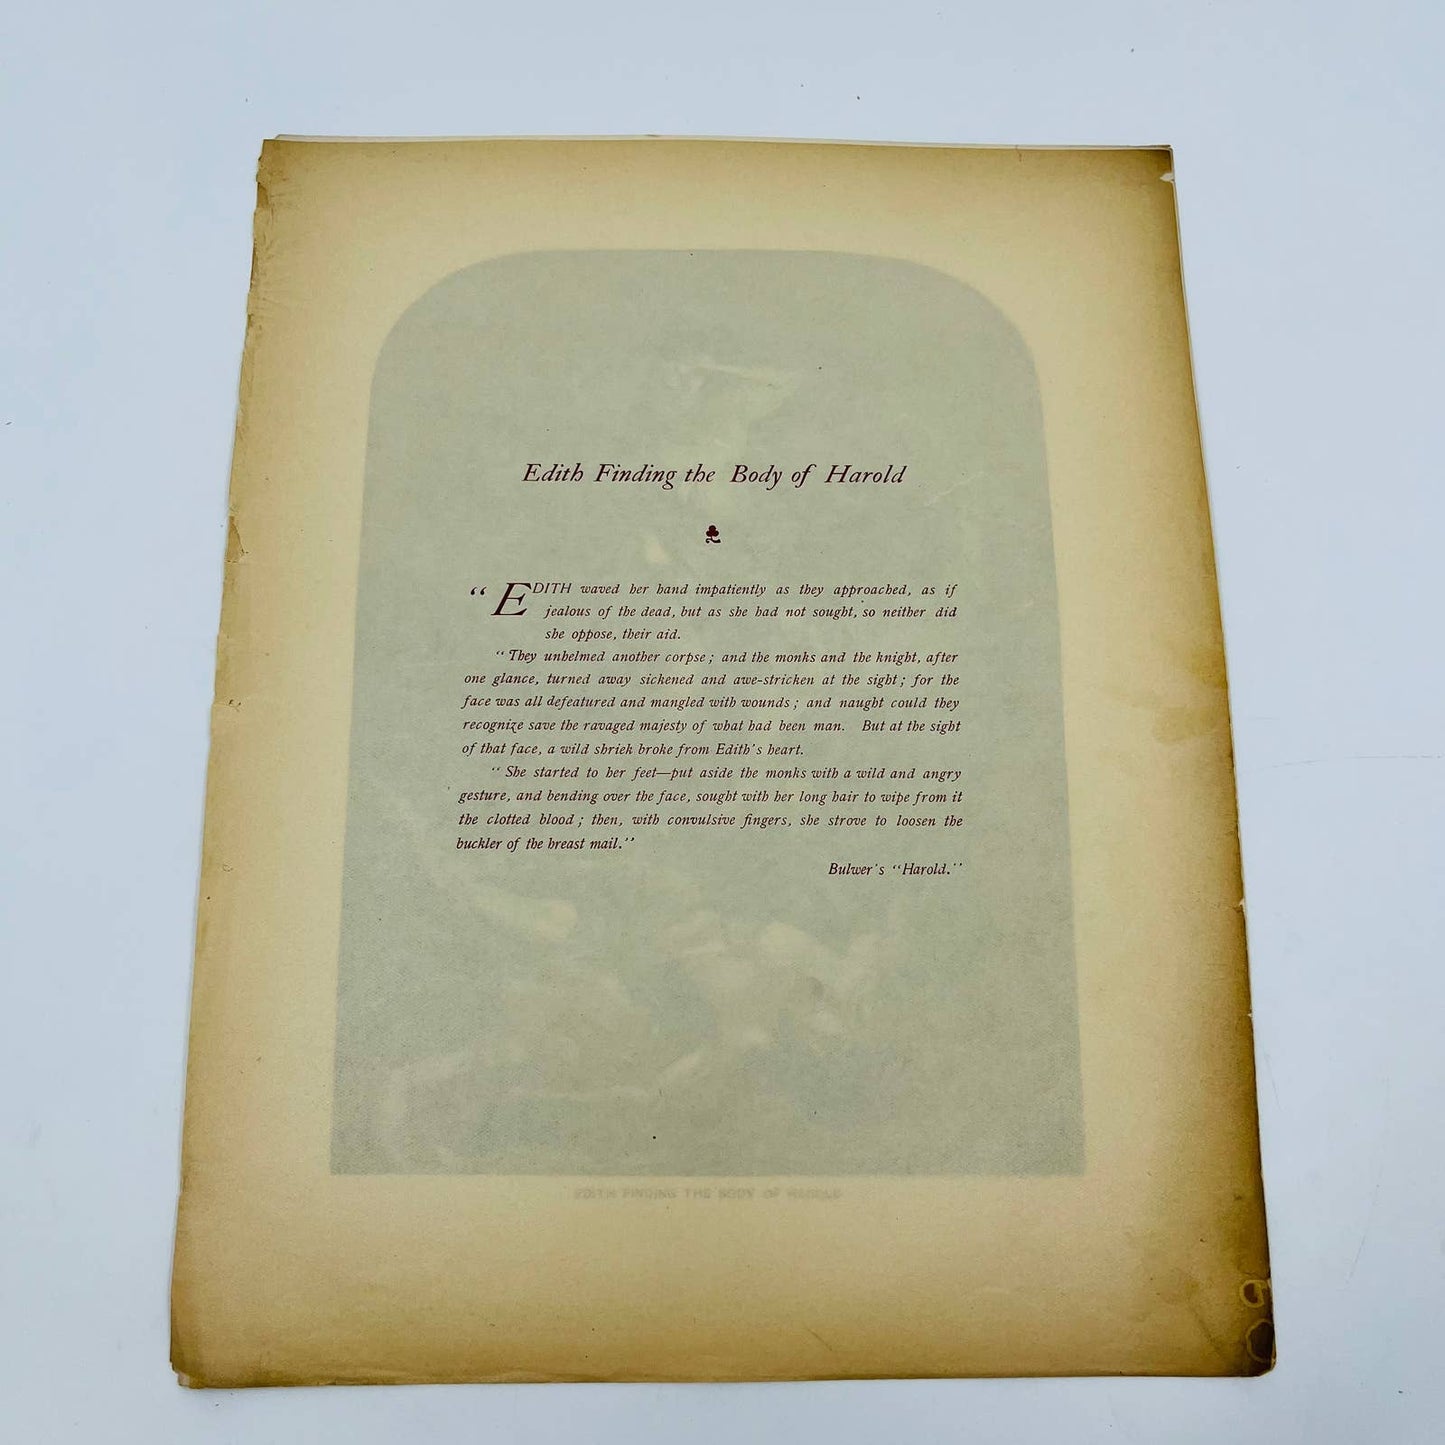 Edith Finding the Body of Harold
“EDITH waved her hand impatiently as they approached, as if
jealous of the dead, but as she had not sought, so neither did
she oppose, their aid.
“They unhelmed another corpse; and the monks and the knight, after
one glance, turned away sickened and awe-stricken at the sight; for the
face was all defeatured and mangled with wounds; and naught could they
recognize save the ravaged majesty of what had been man. But at the sight
of that face, a wild shriek broke from Edith's heart.
“She started to her feet—put aside the monks with a wild and angry
gesture, and bending over the face, sought with her long hair to wipe from it
the clotted blood; then, with convulsive fingers, she strove to loosen the
buckler of the breast mail.”
Bulwer's “Harold.”
EDITH FINDING THE BODY OF HAROLD